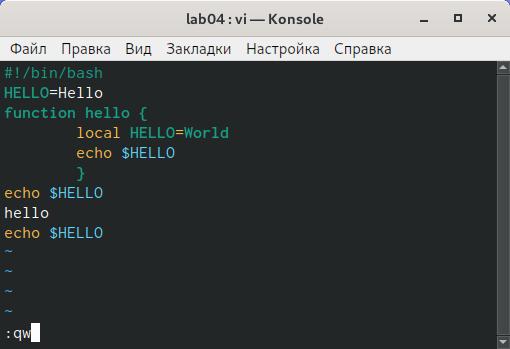 lab04 : vi — Konsole
Файл Правка Вид Закладки Настройка Справка
#!/bin/bash
HELLO=Hello
function hello {
        local HELLO=World
        echo $HELLO
        }
echo $HELLO
hello
echo $HELLO
~
~
~
~
:qw